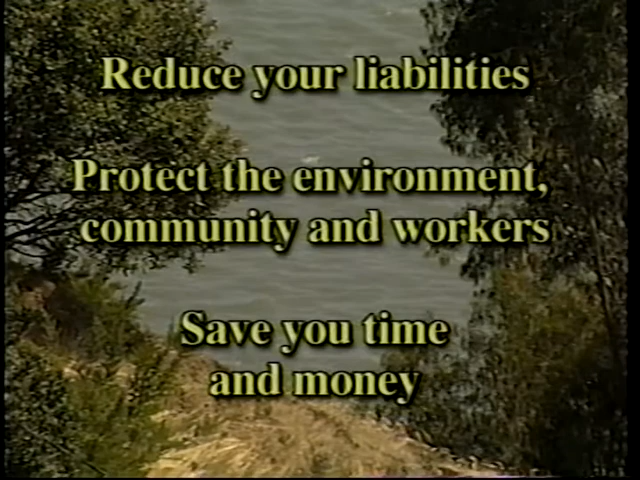 Reduce your liabilities
Protect the environment,
community and workers
Save you time
and money